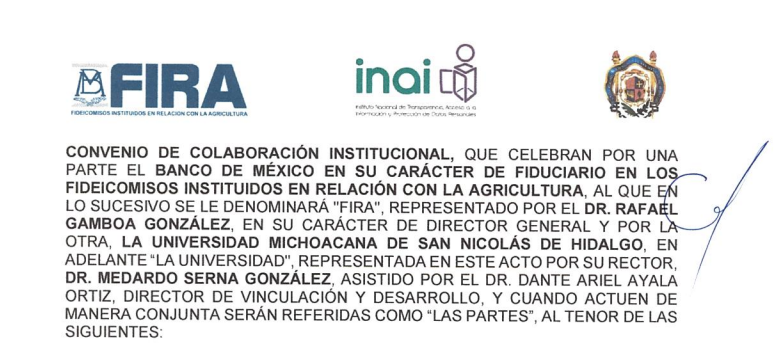 FIRA
FIDEICOMISOS INSTITUIDOS EN RELACIÓN CON LA AGRICULTURA
inai
Instituto Nacional de Transparencia, Acceso a la
Información y Protección de Datos Personales
CONVENIO DE COLABORACIÓN INSTITUCIONAL, QUE CELEBRAN POR UNA
PARTE EL BANCO DE MÉXICO EN SU CARÁCTER DE FIDUCIARIO EN LOS
FIDEICOMISOS INSTITUIDOS EN RELACIÓN CON LA AGRICULTURA, AL QUE EN
LO SUCESIVO SE LE DENOMINARÁ "FIRA", REPRESENTADO POR EL DR. RAFAEL
GAMBOA GONZÁLEZ, EN SU CARÁCTER DE DIRECTOR GENERAL Y POR LA
OTRA, LA UNIVERSIDAD MICHOACANA DE SAN NICOLÁS DE HIDALGO, EN
ADELANTE “LA UNIVERSIDAD", REPRESENTADA EN ESTE ACTO POR SU RECTOR,
DR. MEDARDO SERNA GONZÁLEZ, ASISTIDO POR EL DR. DANTE ARIEL AYALA
ORTIZ, DIRECTOR DE VINCULACIÓN Y DESARROLLO, Y CUANDO ACTUEN DE
MANERA CONJUNTA SERÁN REFERIDAS COMO “LAS PARTES”, AL TENOR DE LAS
SIGUIENTES: